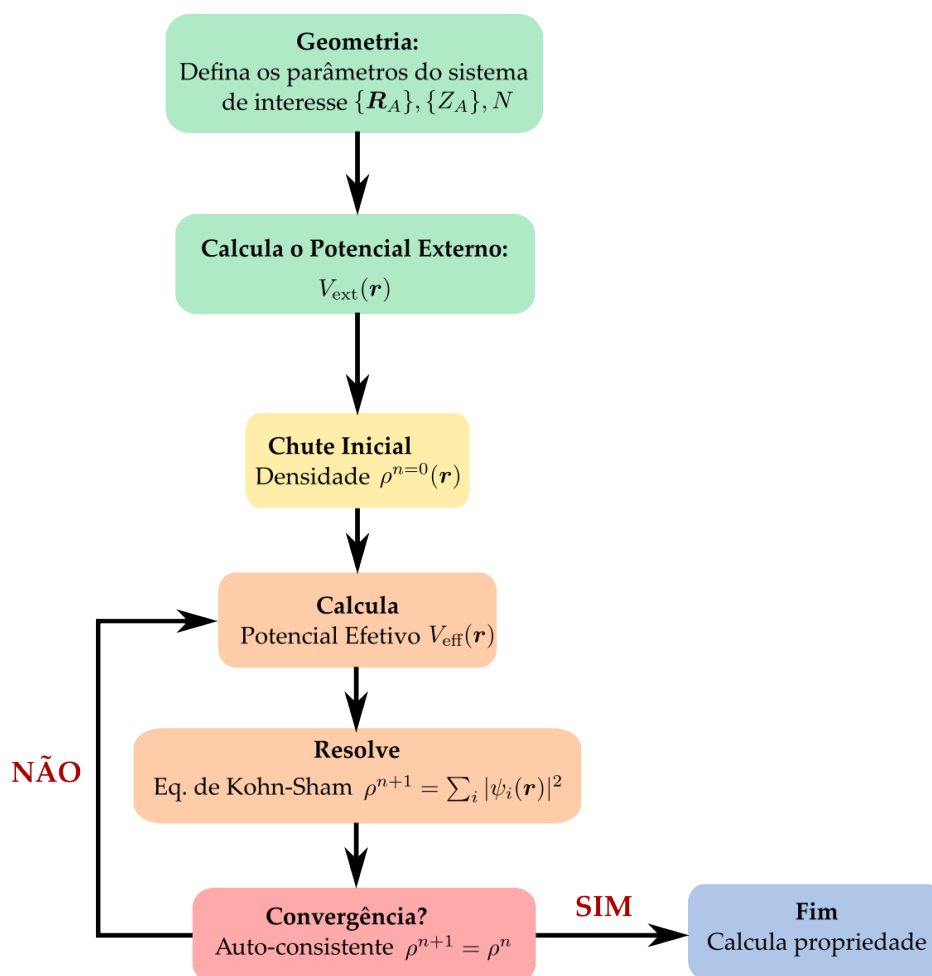 Geometria:
Defina os parâmetros do sistema
de interesse {𝑹_A}, {Z_A}, N
Calcula o Potencial Externo:
V_ext(𝒓)
Chute Inicial
Densidade ρ^{n=0}(𝒓)
Calcula
Potencial Efetivo V_eff(𝒓)
Resolve
Eq. de Kohn-Sham ρ^{n+1} = ∑_i |ψ_i(𝒓)|^2
NÃO
Convergência?
Auto-consistente ρ^{n+1} = ρ^n
SIM
Fim
Calcula propriedade